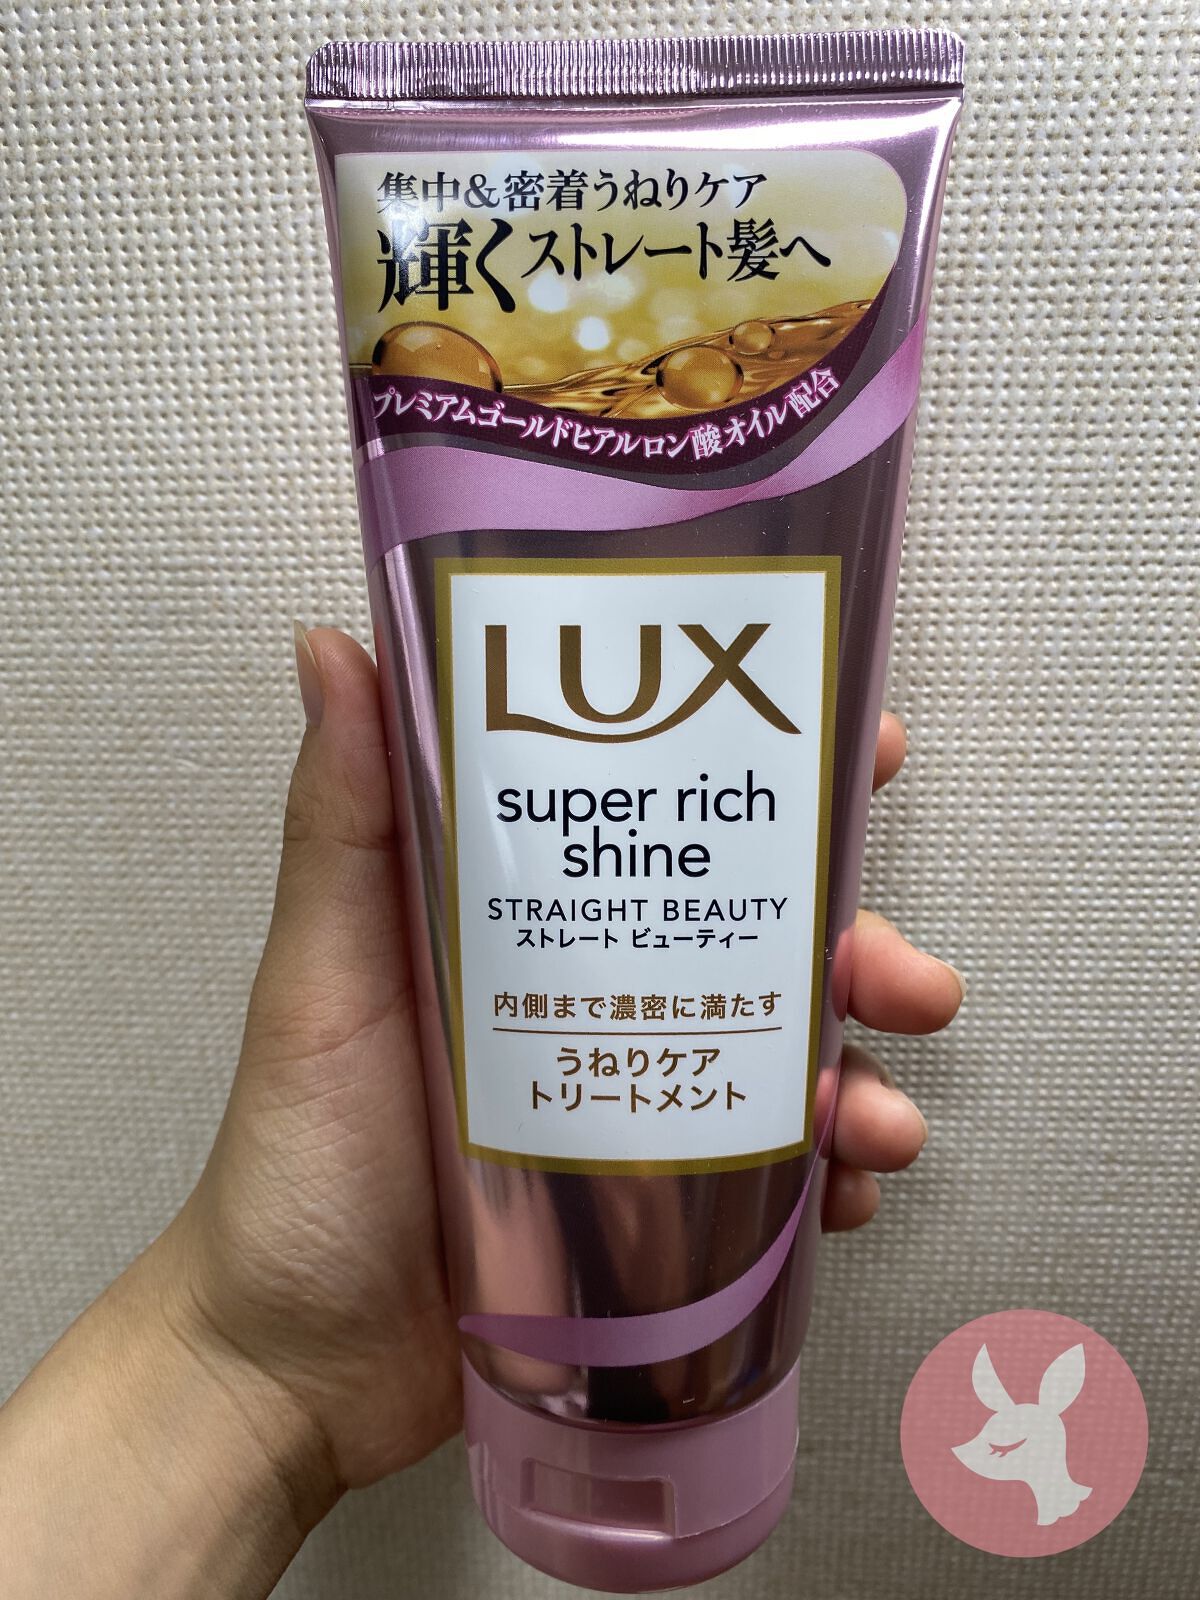 集中&密着うねりケア
輝くストレート髪へ
プレミアムゴールドヒアルロン酸オイル配合
LUX
super rich
shine
STRAIGHT BEAUTY
ストレート ビューティー
内側まで濃密に満たす
うねりケア
トリートメント